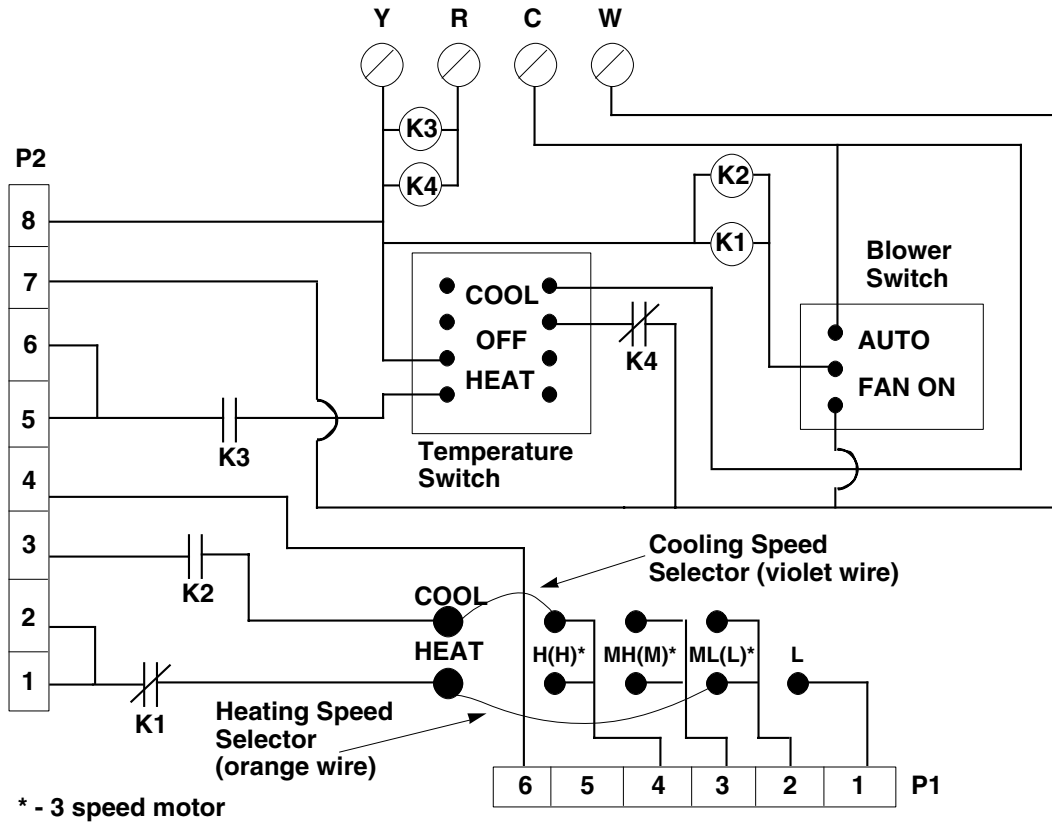 Y R C W
K3
P2
K4
K2
8
K1
Blower
Switch
7
COOL
AUTO
6
OFF
K4
HEAT
FAN ON
5
K3
Temperature
Switch
4
3
Cooling Speed
Selector (violet wire)
K2
COOL
2
HEAT
H(H)* MH(M)* ML(L)* L
1
K1
Heating Speed
Selector
(orange wire)
6 5 4 3 2 1 P1
* - 3 speed motor